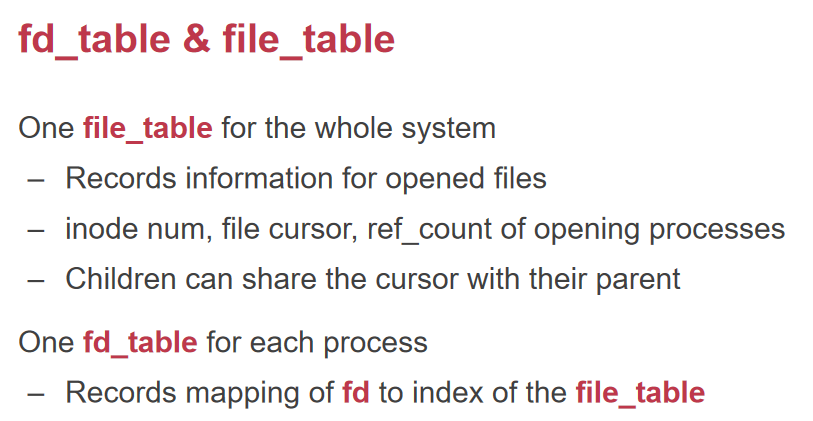 fd_table & file_table
One file_table for the whole system
– Records information for opened files
– inode num, file cursor, ref_count of opening processes
– Children can share the cursor with their parent
One fd_table for each process
– Records mapping of fd to index of the file_table